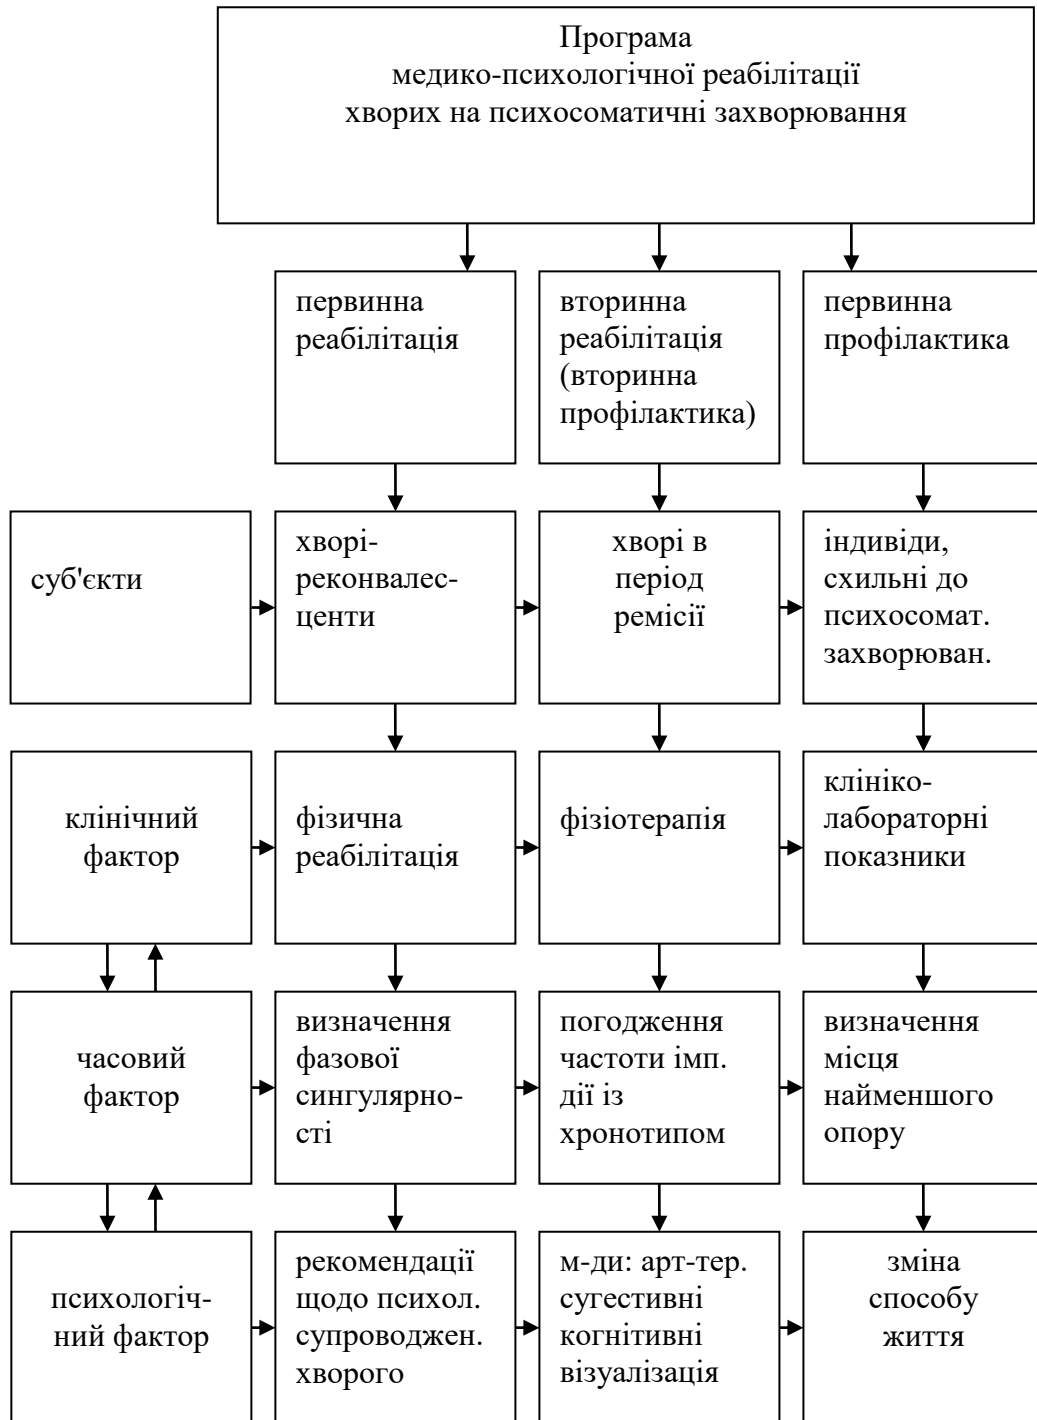 Програма
медико-психологічної реабілітації
хворих на психосоматичні захворювання
первинна
реабілітація
вторинна
реабілітація
(вторинна
профілактика)
первинна
профілактика
суб'єкти
хворі-
реконвалес-
центи
хворі в
період
ремісії
індивіди,
схильні до
психосомат.
захворюван.
клінічний
фактор
фізична
реабілітація
фізіотерапія
клініко-
лабораторні
показники
часовий
фактор
визначення
фазової
сингулярно-
сті
погодження
частоти імп.
дії із
хронотипом
визначення
місця
найменшого
опору
психологіч-
ний фактор
рекомендації
щодо психол.
супроводжен.
хворого
м-ди: арт-тер.
сугестивні
когнітивні
візуалізація
зміна
способу
життя